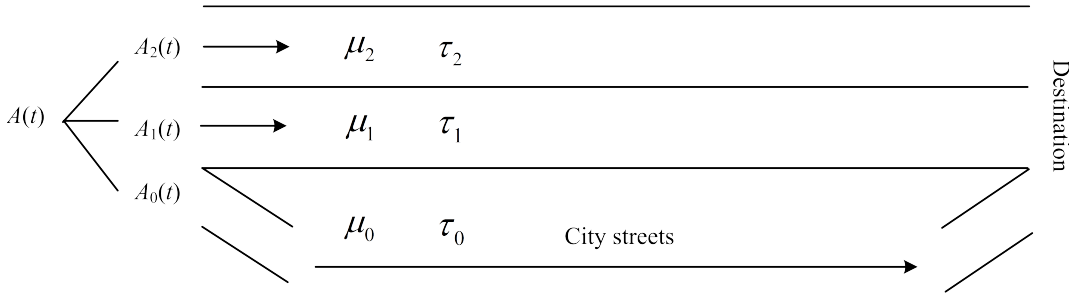 A₂(t) μ₂ τ₂
A(t) A₁(t) μ₁ τ₁
A₀(t)
μ₀ τ₀ City streets
Destination